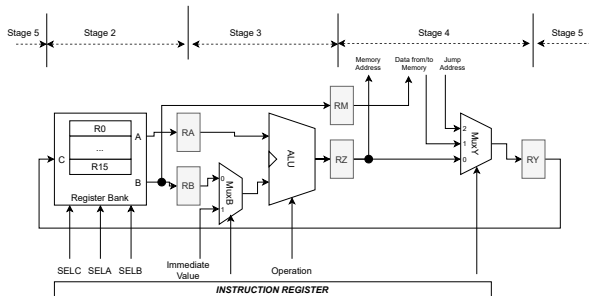 Stage 5 Stage 2 Stage 3 Stage 4 Stage 5
Memory Address
Data from/to Memory
Jump Address
RM
R0
...
R15
A
B
C
Register Bank
RA
RB
0
1
MuxB
ALU
RZ
2
1
0
MuxY
RY
SELC SELA SELB
Immediate Value
Operation
INSTRUCTION REGISTER